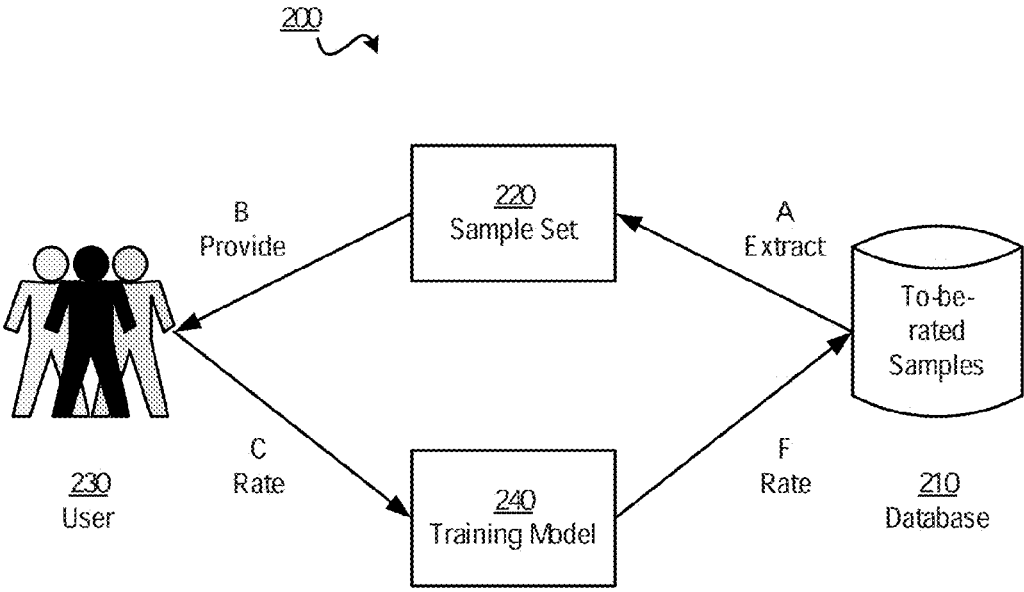 200
220
Sample Set
B
Provide
A
Extract
To-be-
rated
Samples
C
Rate
F
Rate
230
User
240
Training Model
210
Database